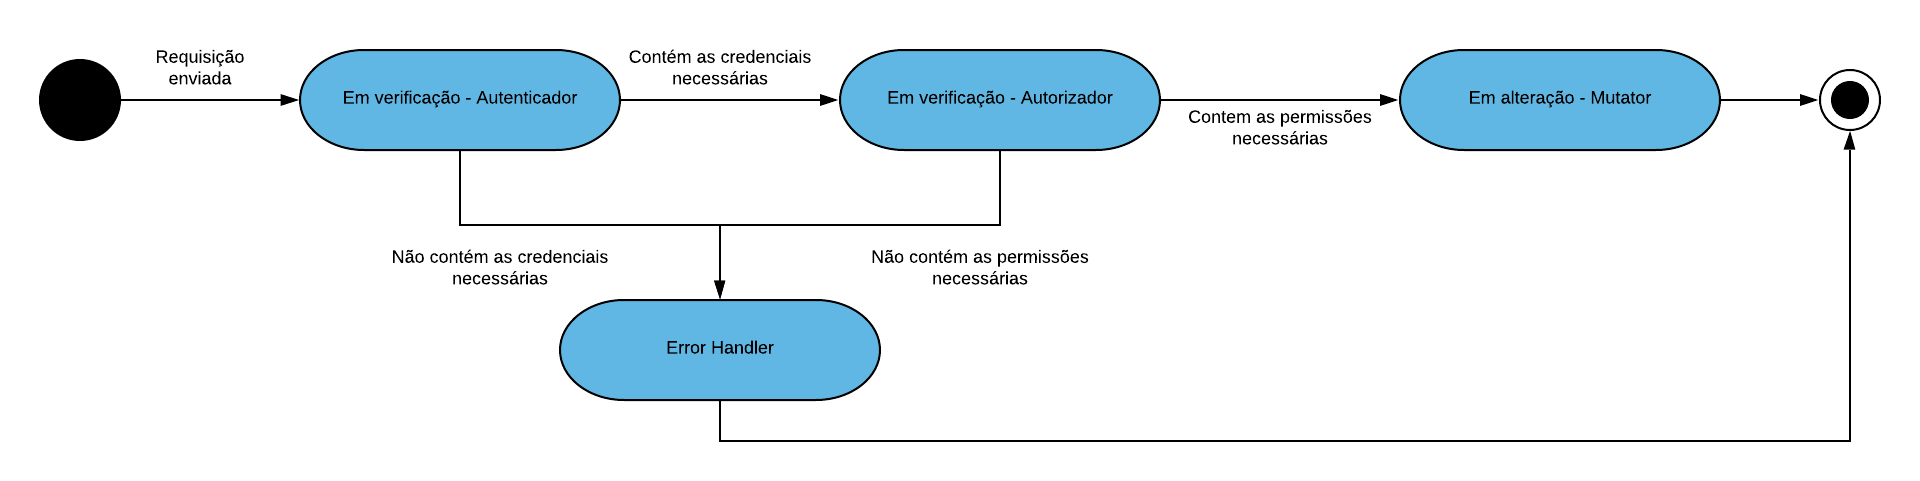 Requisição
enviada
Em verificação - Autenticador
Contém as credenciais
necessárias
Em verificação - Autorizador
Contem as permissões
necessárias
Em alteração - Mutator
Não contém as credenciais
necessárias
Não contém as permissões
necessárias
Error Handler